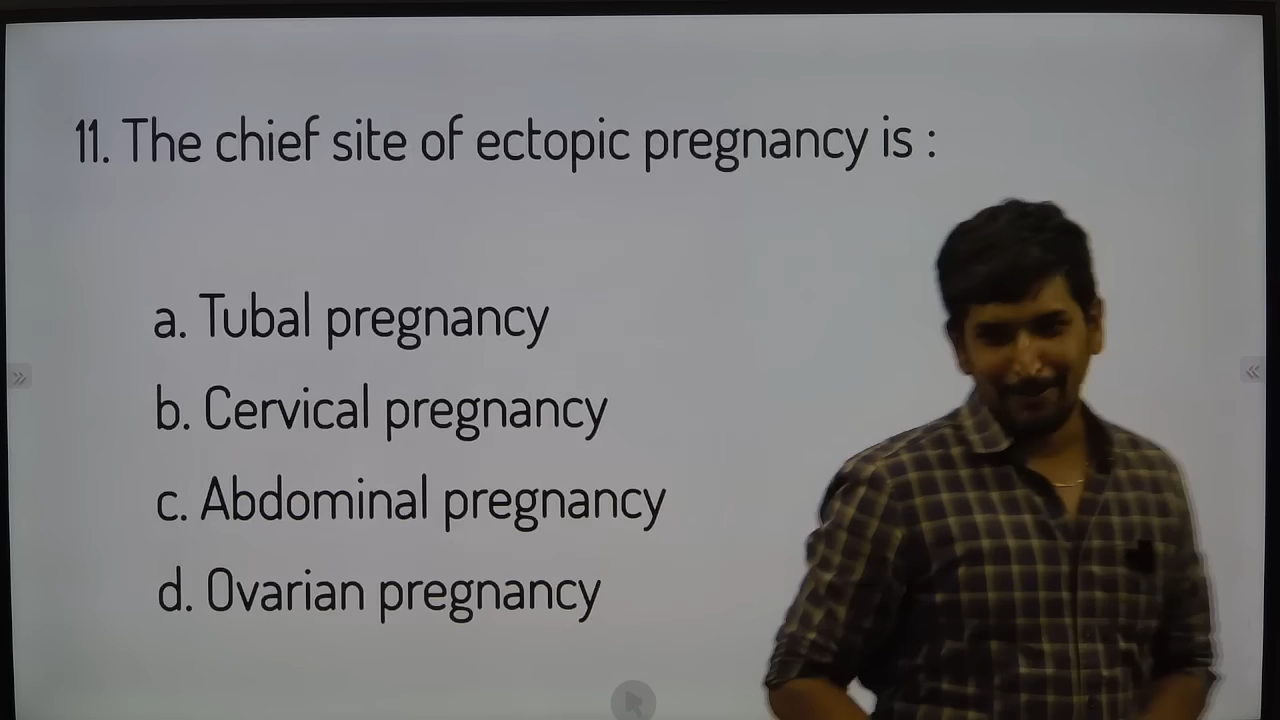 11. The chief site of ectopic pregnancy is :
a. Tubal pregnancy
b. Cervical pregnancy
c. Abdominal pregnancy
d. Ovarian pregnancy